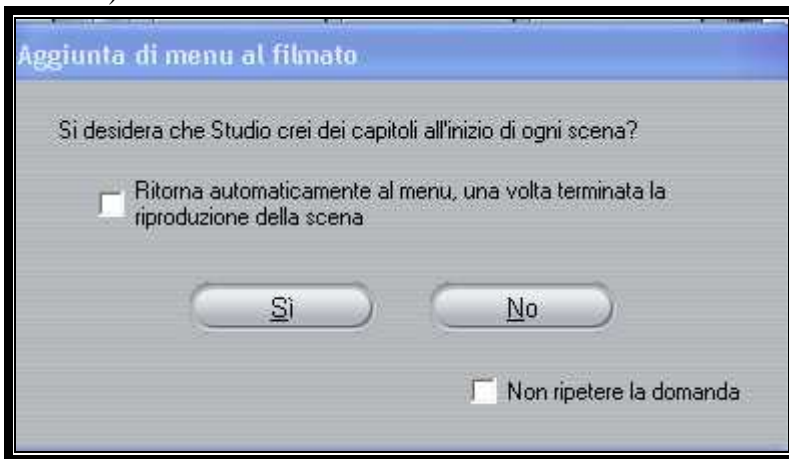 Aggiunta di menu al filmato
Si desidera che Studio crei dei capitoli all'inizio di ogni scena?
Ritorna automaticamente al menu, una volta terminata la
riproduzione della scena
Sì No
Non ripetere la domanda